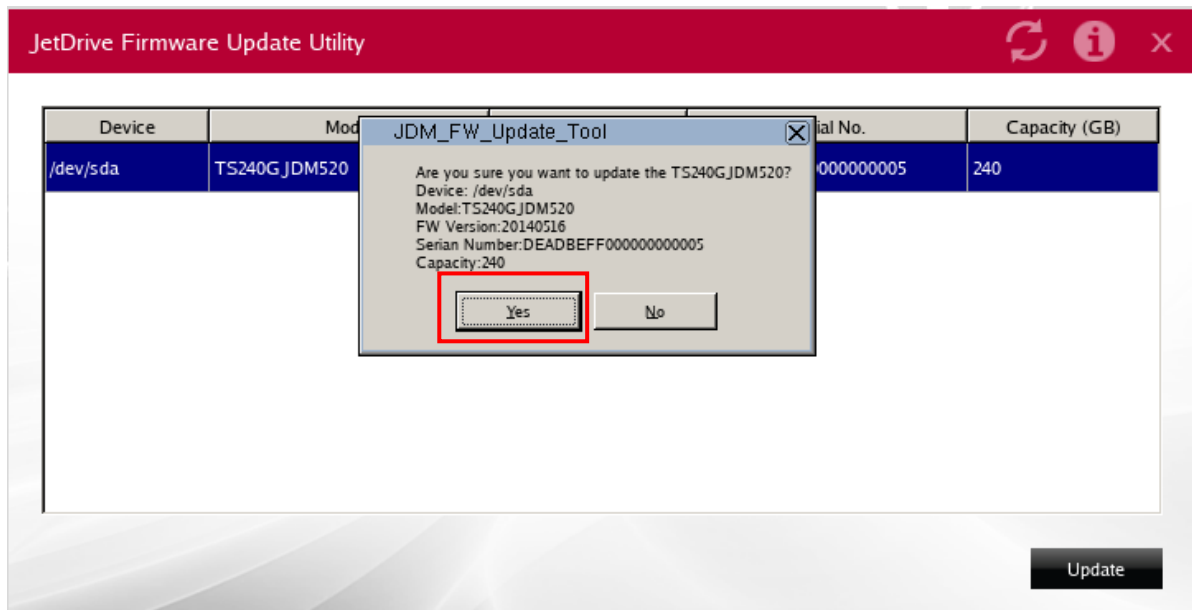 JetDrive Firmware Update Utility
Device Mod ial No. Capacity (GB)
/dev/sda TS240GJDM520 000000005 240
JDM_FW_Update_Tool
Are you sure you want to update the TS240GJDM520?
Device: /dev/sda
Model:TS240GJDM520
FW Version:20140516
Serian Number:DEADBEFF000000000005
Capacity:240
Yes No
Update